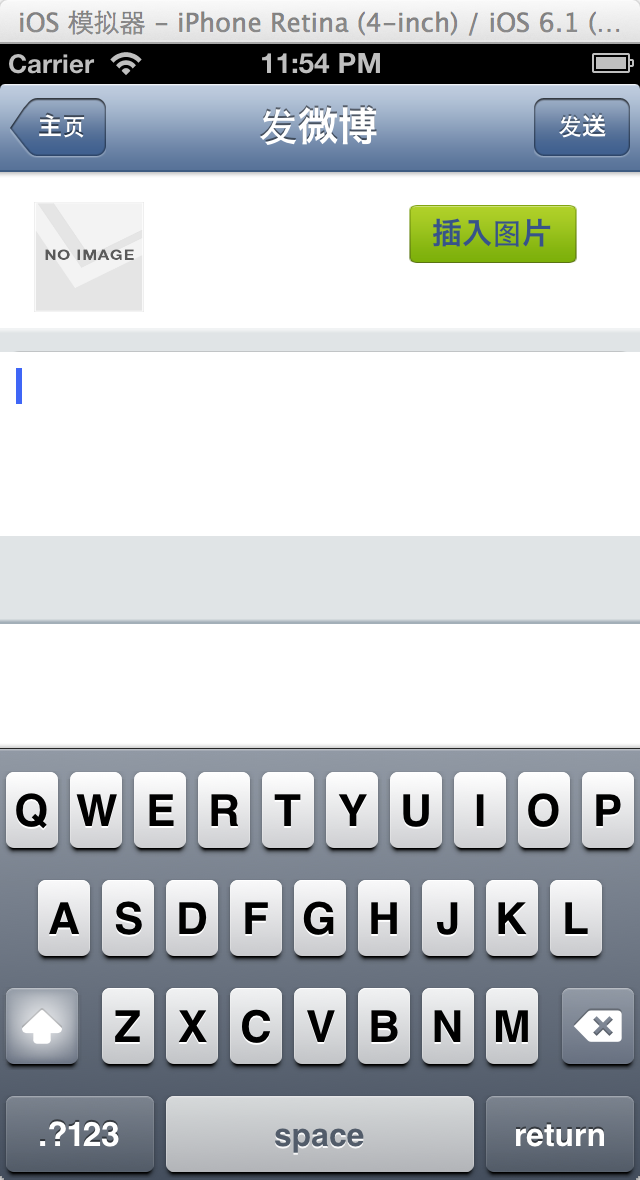 iOS 模拟器 – iPhone Retina (4-inch) / iOS 6.1 (...
Carrier 11:54 PM
主页 发微博 发送
NO IMAGE 插入图片
Q W E R T Y U I O P
A S D F G H J K L
Z X C V B N M
.?123 space return